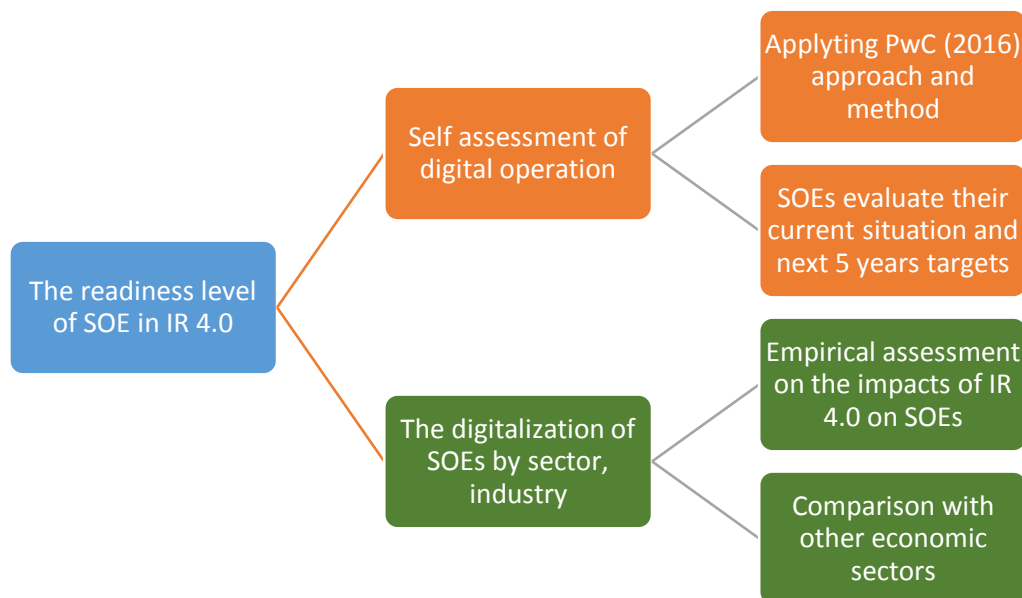 The readiness level
of SOE in IR 4.0
Self assessment of
digital operation
Applyting PwC (2016)
approach and
method
SOEs evaluate their
current situation and
next 5 years targets
The digitalization of
SOEs by sector,
industry
Empirical assessment
on the impacts of IR
4.0 on SOEs
Comparison with
other economic
sectors